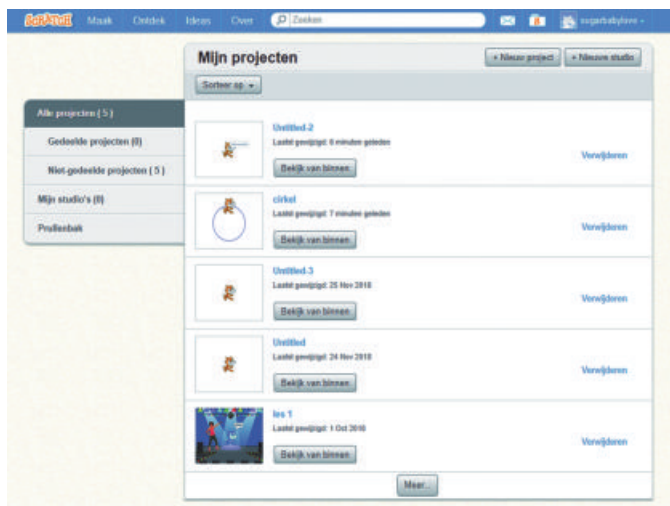 SCRATCH Maak Ontdek Ideas Over Zoeken sugarbabylove
Mijn projecten + Nieuw project + Nieuwe studio
Sorteer op
Alle projecten ( 5 )
Gedeelde projecten (0)
Niet-gedeelde projecten ( 5 )
Mijn studio's (0)
Prullenbak
Untitled-2
Laatst gewijzigd: 6 minuten geleden
Bekijk van binnen
Verwijderen
cirkel
Laatst gewijzigd: 7 minuten geleden
Bekijk van binnen
Verwijderen
Untitled-3
Laatst gewijzigd: 25 Nov 2018
Bekijk van binnen
Verwijderen
Untitled
Laatst gewijzigd: 24 Nov 2018
Bekijk van binnen
Verwijderen
les 1
Laatst gewijzigd: 1 Oct 2018
Bekijk van binnen
Verwijderen
Meer...